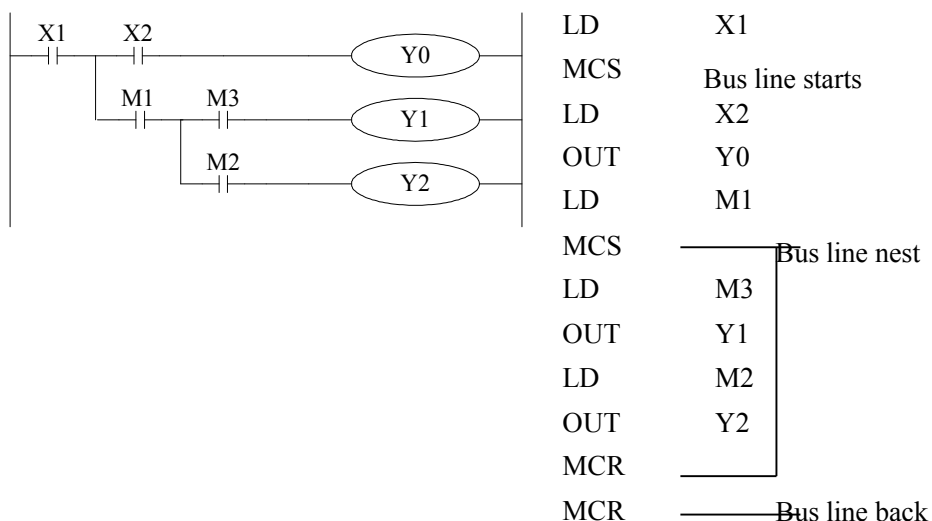 X1 X2 Y0
M1 M3 Y1
M2 Y2
LD X1
MCS Bus line starts
LD X2
OUT Y0
LD M1
MCS Bus line nest
LD M3
OUT Y1
LD M2
OUT Y2
MCR
MCR Bus line back